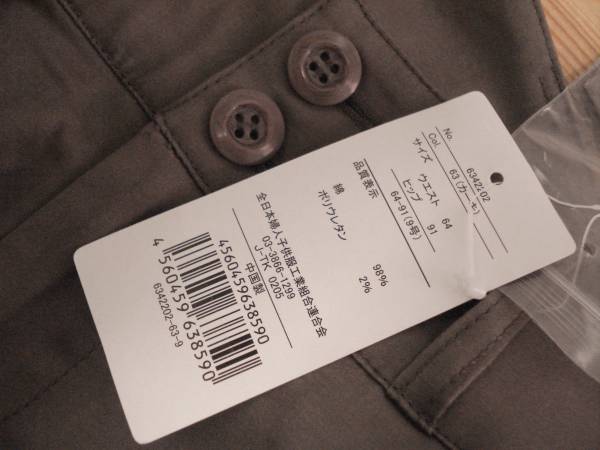 No. 6342202
Col. 63(カーキ)
サイズ ウエスト 64
ヒップ 91
64-91(9号)
品質表示
綿 98%
ポリウレタン 2%
全日本婦人子供服工業組合連合会
03-3866-1299
J-TK 0205
中国製
4560459638590
4 560459 638590
6342202-63-9